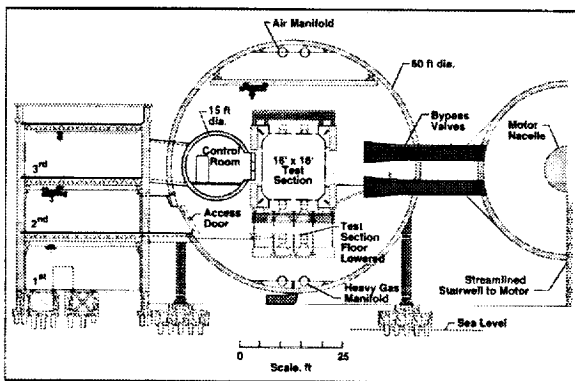 Air Manifold
60 ft dia.
15 ft
dia.
Bypass
Valves
Motor
Nacelle
Control
Room
16' x 16'
Test
Section
3rd
Access
Door
2nd
Test
Section
Floor
Lowered
1st
Heavy Gas
Manifold
Streamlined
Stairwell to Motor
Sea Level
0 25
Scale, ft